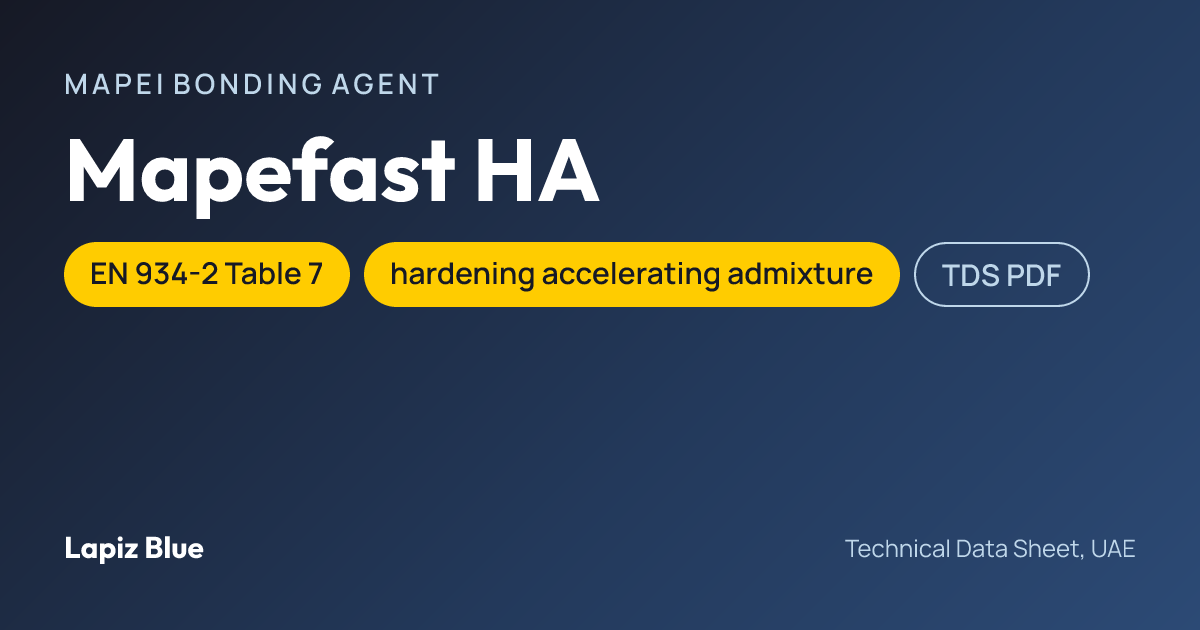 MAPEI BONDING AGENT
Mapefast HA
EN 934-2 Table 7 hardening accelerating admixture TDS PDF
Lapiz Blue Technical Data Sheet, UAE